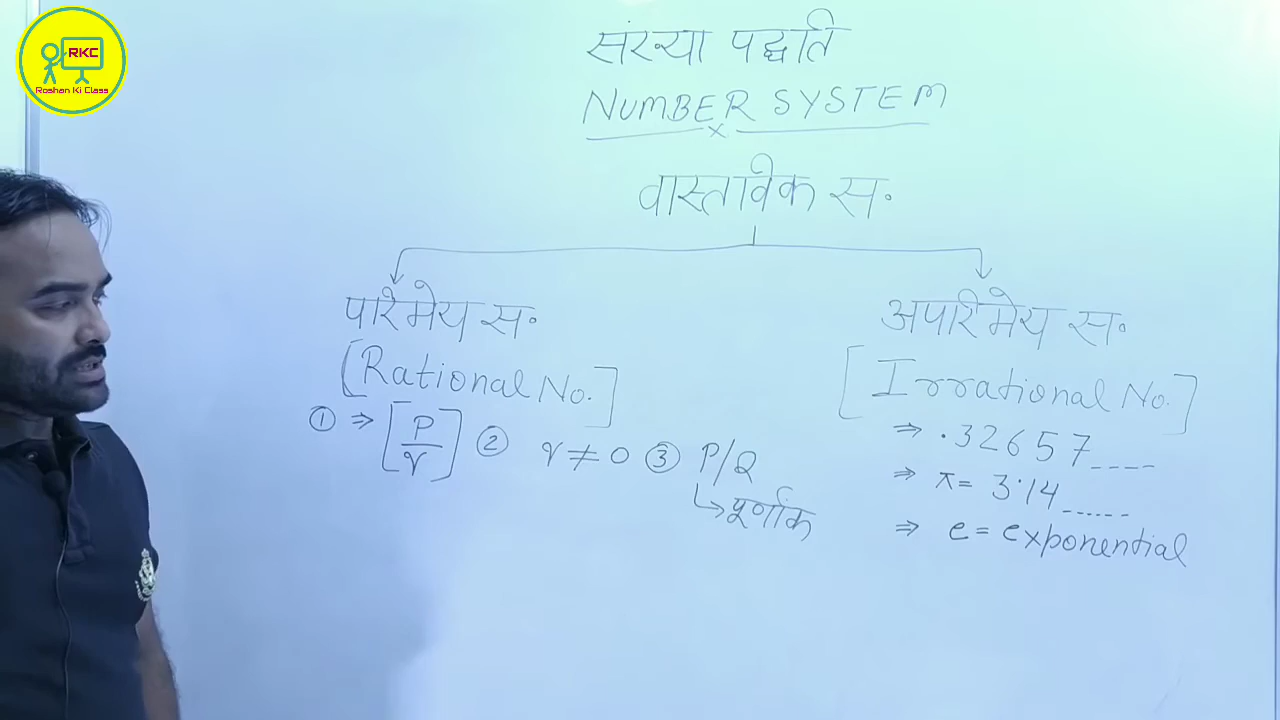 RKC
Roshan Ki Class
संख्या पद्धति
NUMBER SYSTEM
x
वास्तविक स॰
परिमेय स॰
[Rational No.]
① ⇒ [P/q] ② q ≠ 0 ③ P/Q
↳ पूर्णांक
अपरिमेय स॰
[Irrational No.]
⇒ .32657----
⇒ π = 3.14------
⇒ e = exponential